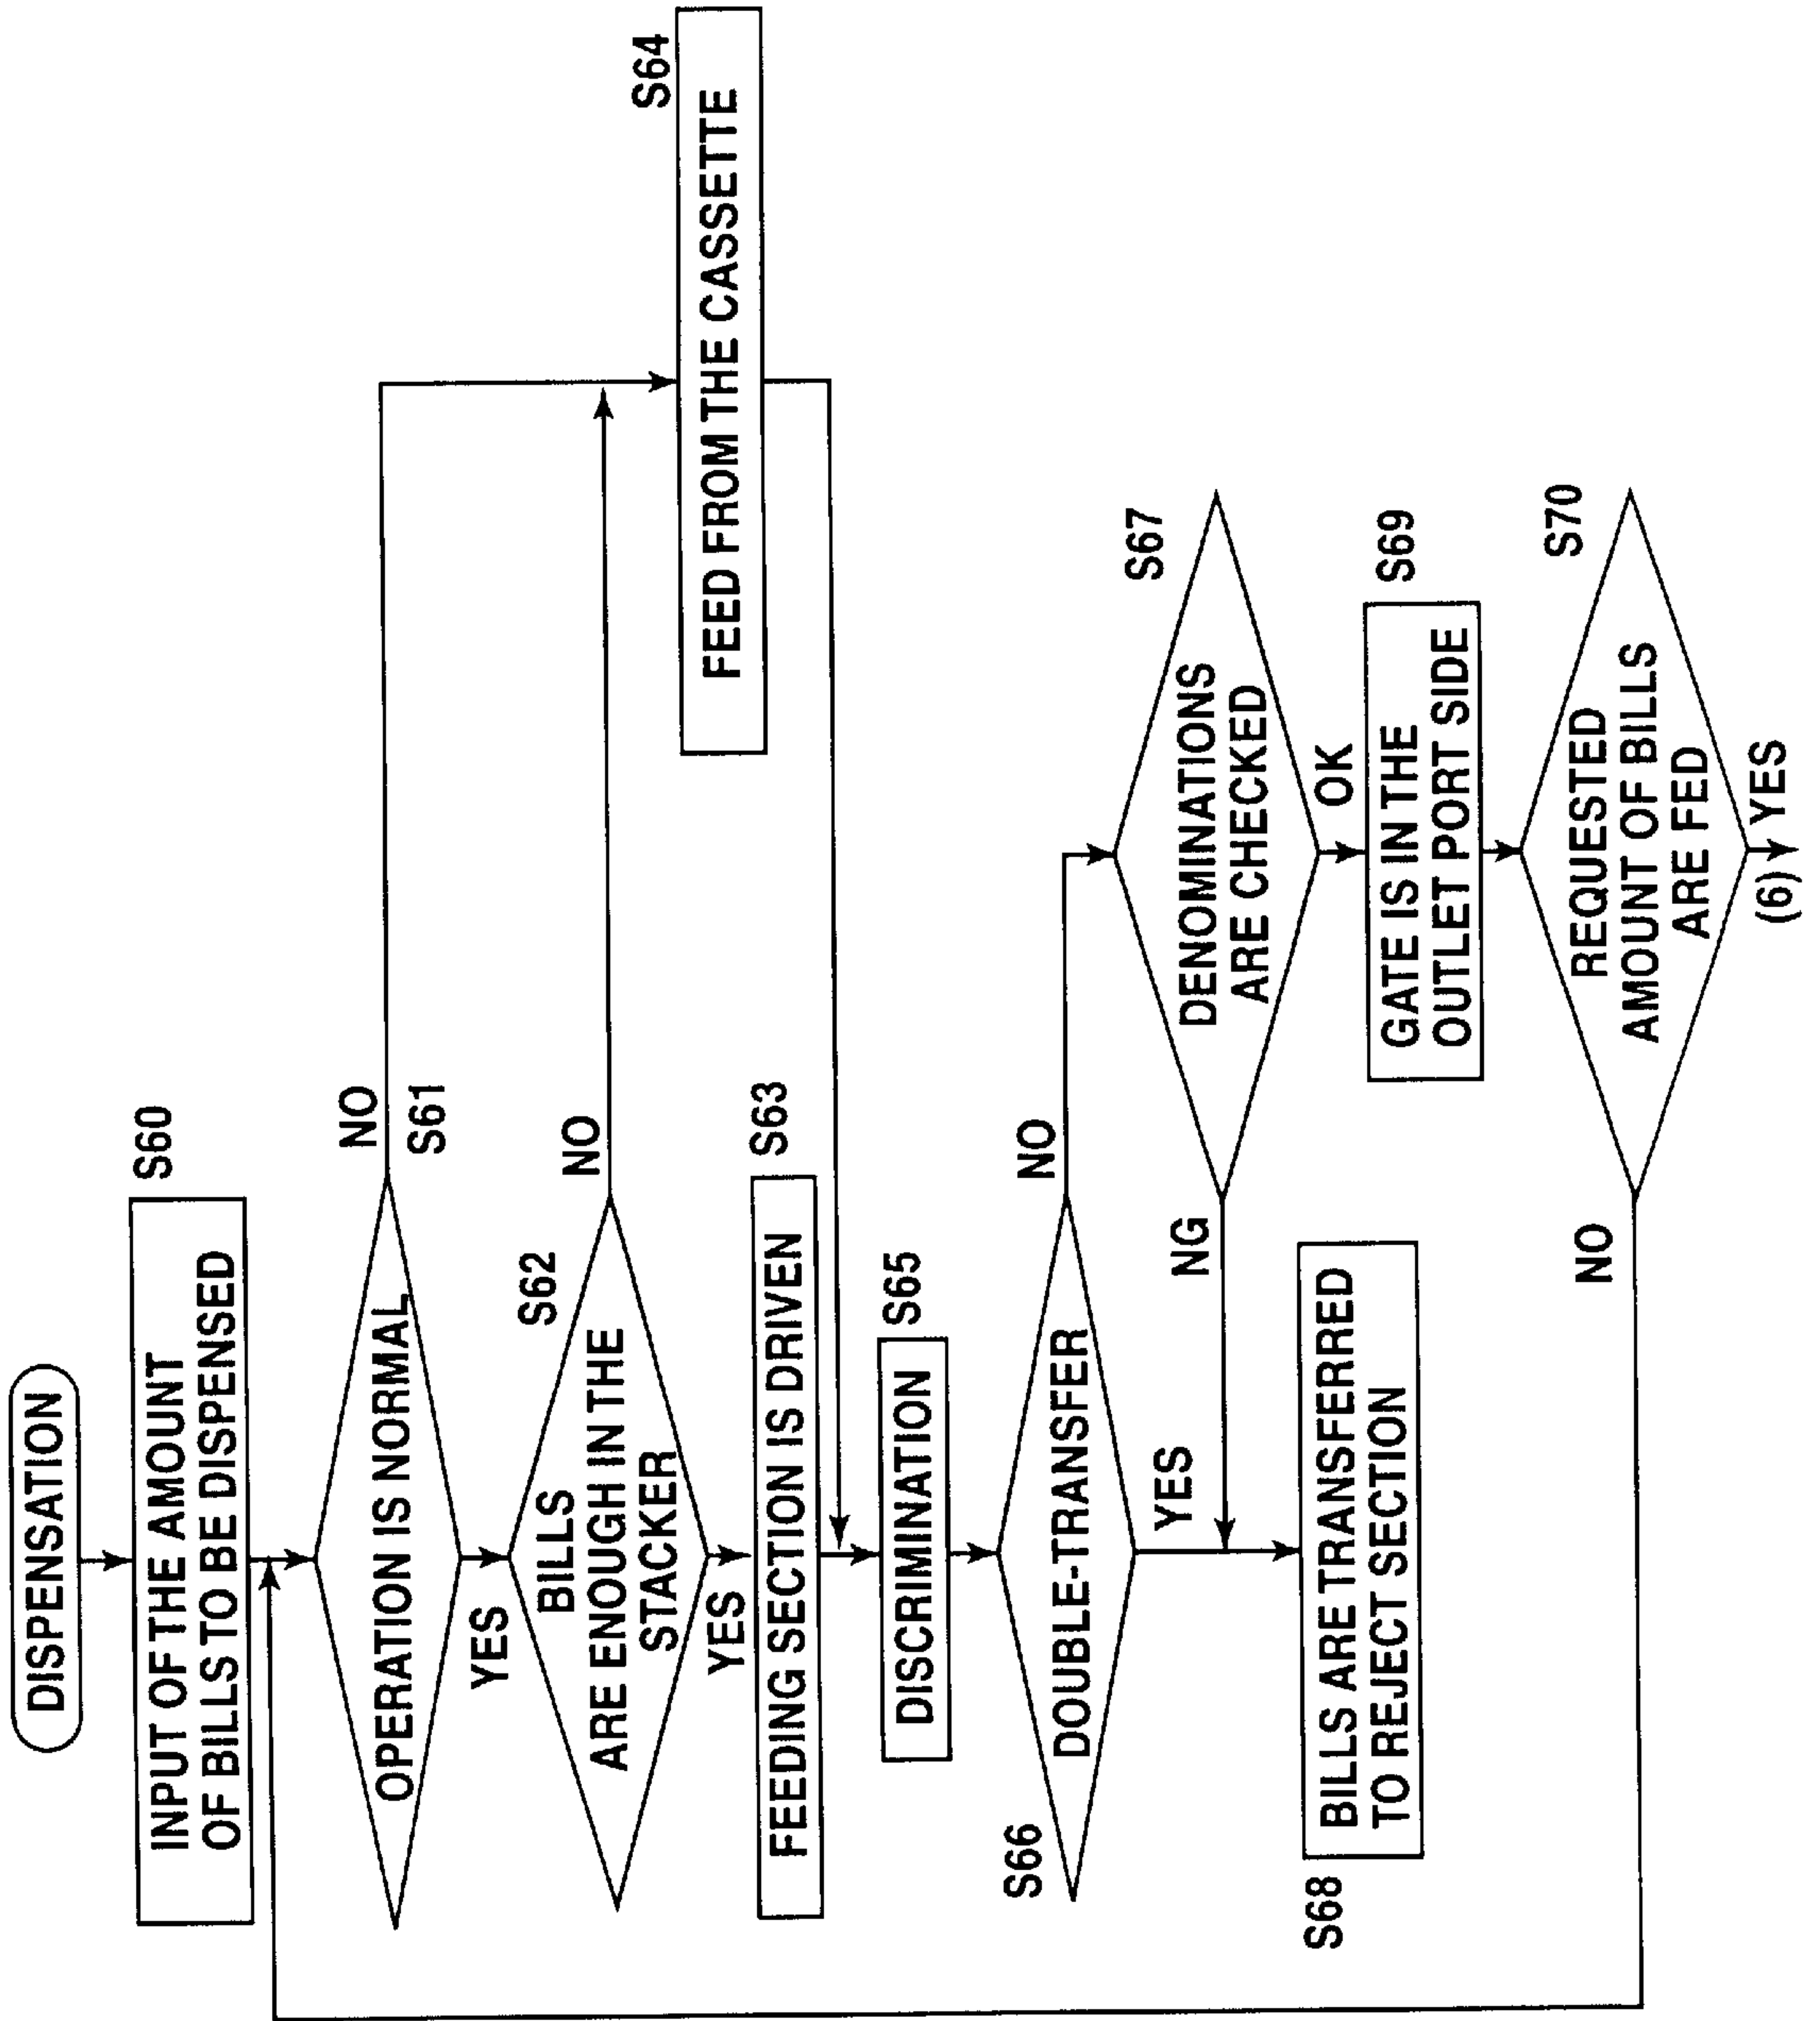 DISPENSATION
S60
INPUT OF THE AMOUNT
OF BILLS TO BE DISPENSED
NO
S61
OPERATION IS NORMAL
YES
S62
NO
BILLS
ARE ENOUGH IN THE
STACKER
YES
S64
FEED FROM THE CASSETTE
S63
FEEDING SECTION IS DRIVEN
S65
DISCRIMINATION
S66
DOUBLE-TRANSFER
NO
YES
S67
DENOMINATIONS
ARE CHECKED
NG
OK
S68
BILLS ARE TRANSFERRED
TO REJECT SECTION
S69
GATE IS IN THE
OUTLET PORT SIDE
S70
REQUESTED
AMOUNT OF BILLS
ARE FED
NO
(6) YES